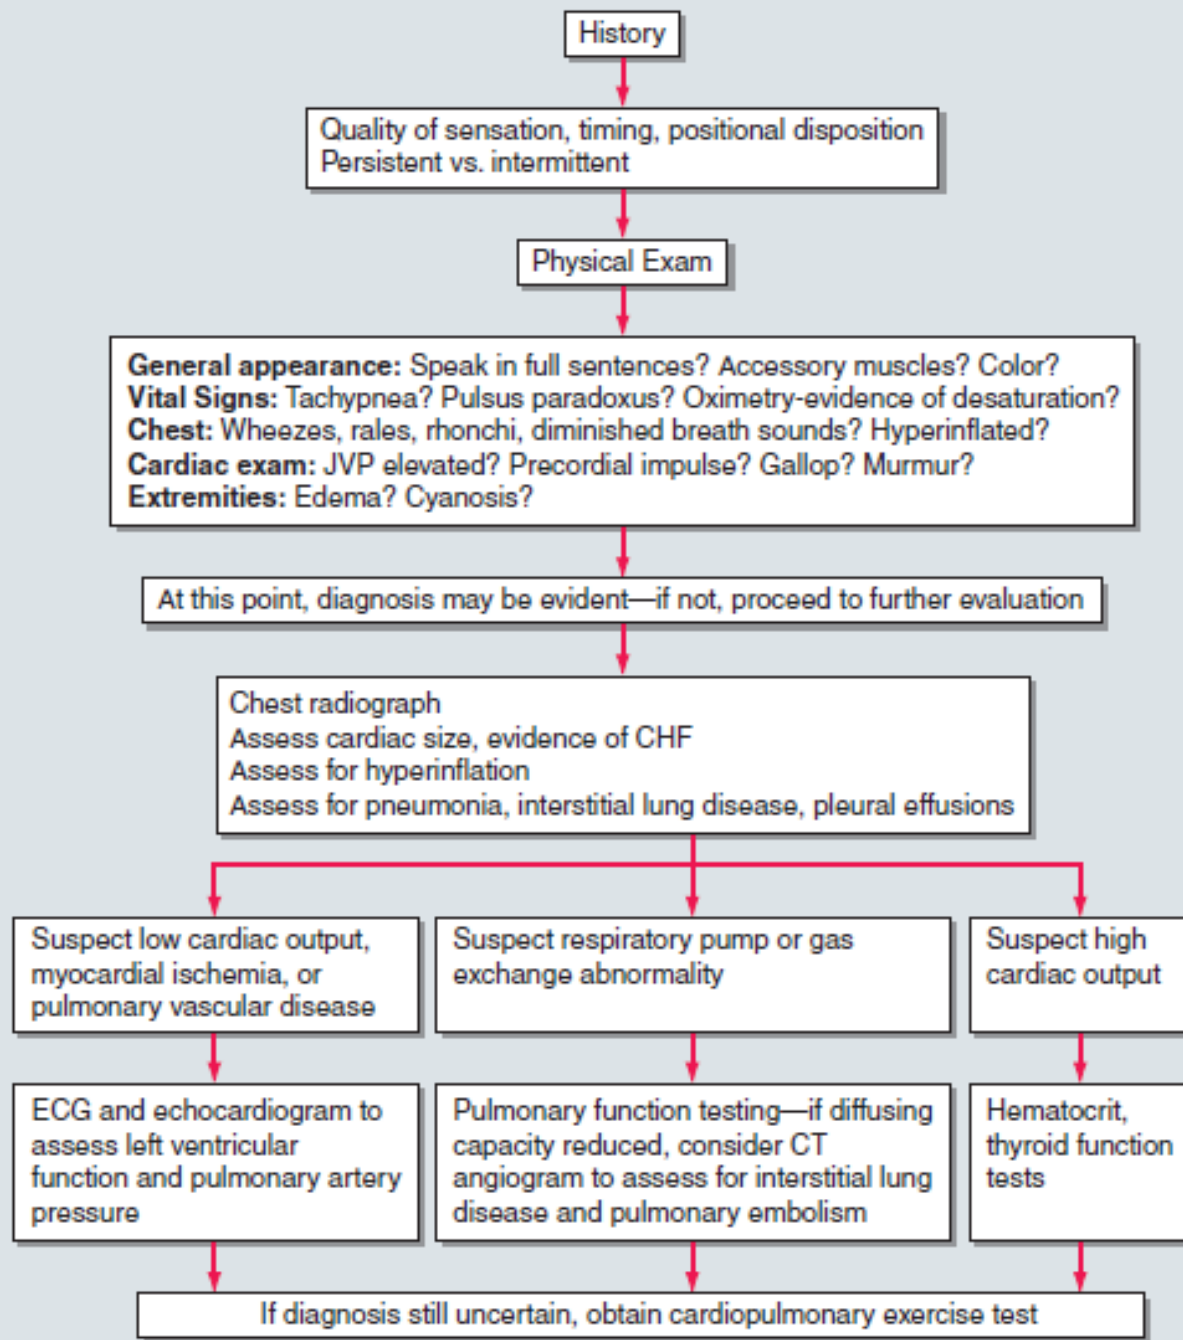 History
Quality of sensation, timing, positional disposition
Persistent vs. intermittent
Physical Exam
General appearance: Speak in full sentences? Accessory muscles? Color?
Vital Signs: Tachypnea? Pulsus paradoxus? Oximetry-evidence of desaturation?
Chest: Wheezes, rales, rhonchi, diminished breath sounds? Hyperinflated?
Cardiac exam: JVP elevated? Precordial impulse? Gallop? Murmur?
Extremities: Edema? Cyanosis?
At this point, diagnosis may be evident—if not, proceed to further evaluation
Chest radiograph
Assess cardiac size, evidence of CHF
Assess for hyperinflation
Assess for pneumonia, interstitial lung disease, pleural effusions
Suspect low cardiac output,
myocardial ischemia, or
pulmonary vascular disease
Suspect respiratory pump or gas
exchange abnormality
Suspect high
cardiac output
ECG and echocardiogram to
assess left ventricular
function and pulmonary artery
pressure
Pulmonary function testing—if diffusing
capacity reduced, consider CT
angiogram to assess for interstitial lung
disease and pulmonary embolism
Hematocrit,
thyroid function
tests
If diagnosis still uncertain, obtain cardiopulmonary exercise test